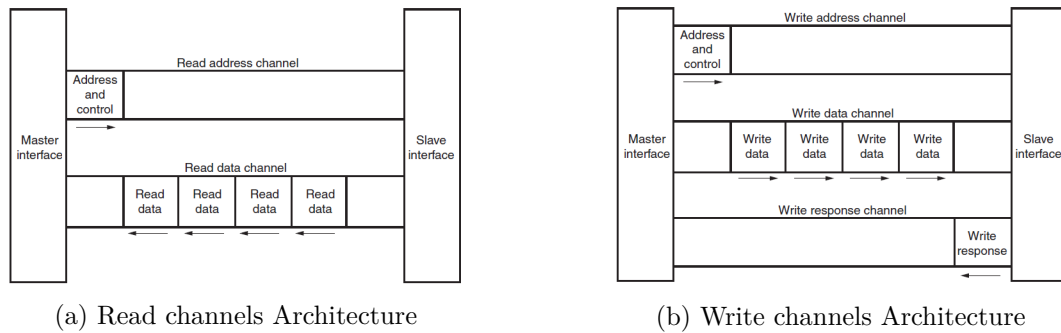 Read address channel
Address
and
control
Master
interface
Slave
interface
Read data channel
Read
data
Read
data
Read
data
Read
data
(a) Read channels Architecture
Write address channel
Address
and
control
Write data channel
Master
interface
Write
data
Write
data
Write
data
Write
data
Slave
interface
Write response channel
Write
response
(b) Write channels Architecture